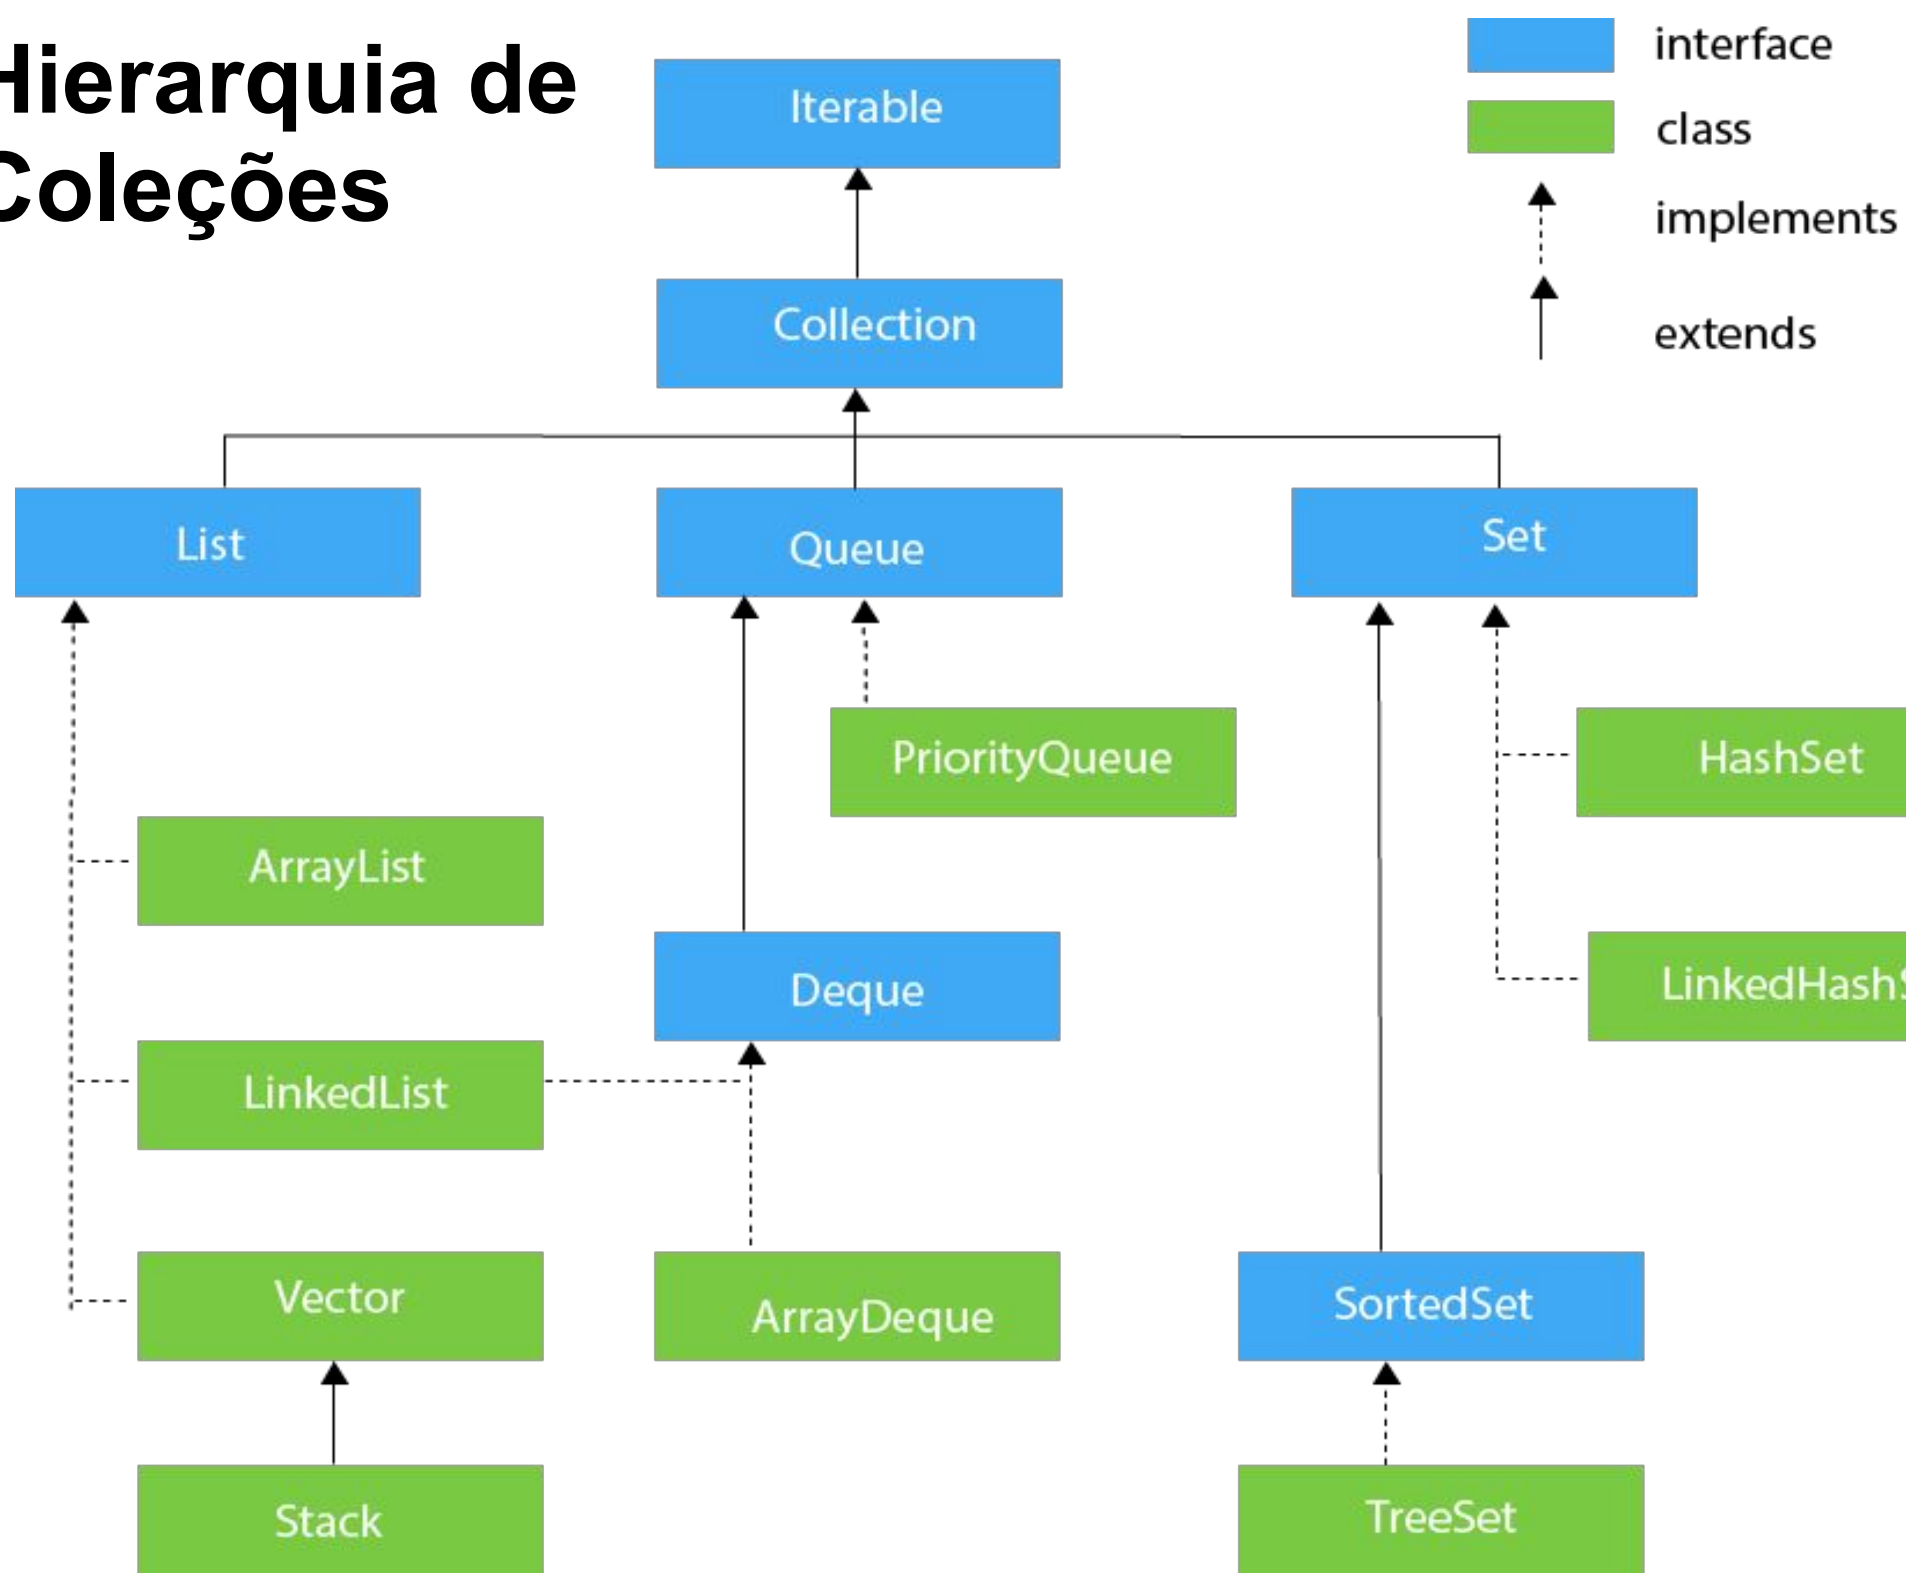 Hierarquia de
Coleções
interface
class
implements
extends
Iterable
Collection
List
Queue
Set
PriorityQueue
HashSet
ArrayList
Deque
LinkedHashS
LinkedList
Vector
ArrayDeque
SortedSet
Stack
TreeSet